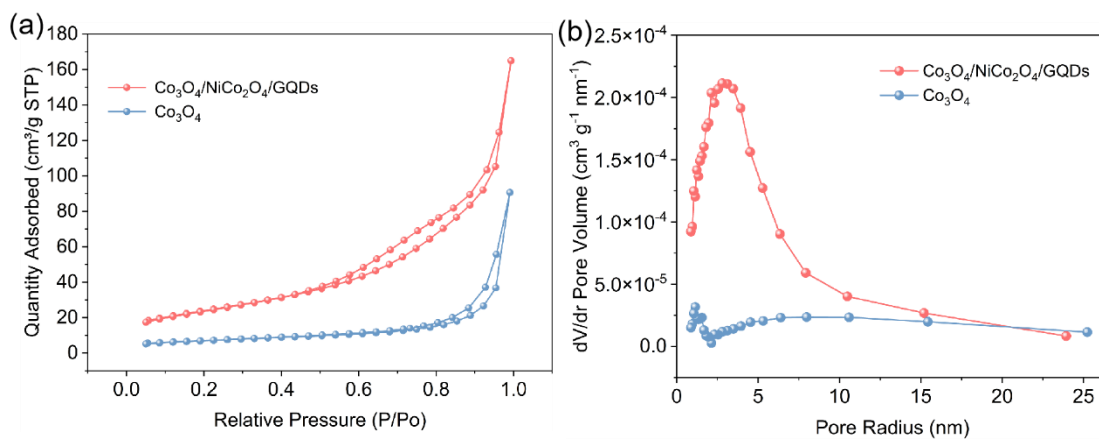 (a)
180
160
140
120
100
80
60
40
20
0
Quantity Adsorbed (cm³/g STP)
Co₃O₄/NiCo₂O₄/GQDs
Co₃O₄
0.0 0.2 0.4 0.6 0.8 1.0
Relative Pressure (P/Po)
(b)
2.5×10⁻⁴
2.0×10⁻⁴
1.5×10⁻⁴
1.0×10⁻⁴
5.0×10⁻⁵
0.0
dV/dr Pore Volume (cm³ g⁻¹ nm⁻¹)
Co₃O₄/NiCo₂O₄/GQDs
Co₃O₄
0 5 10 15 20 25
Pore Radius (nm)